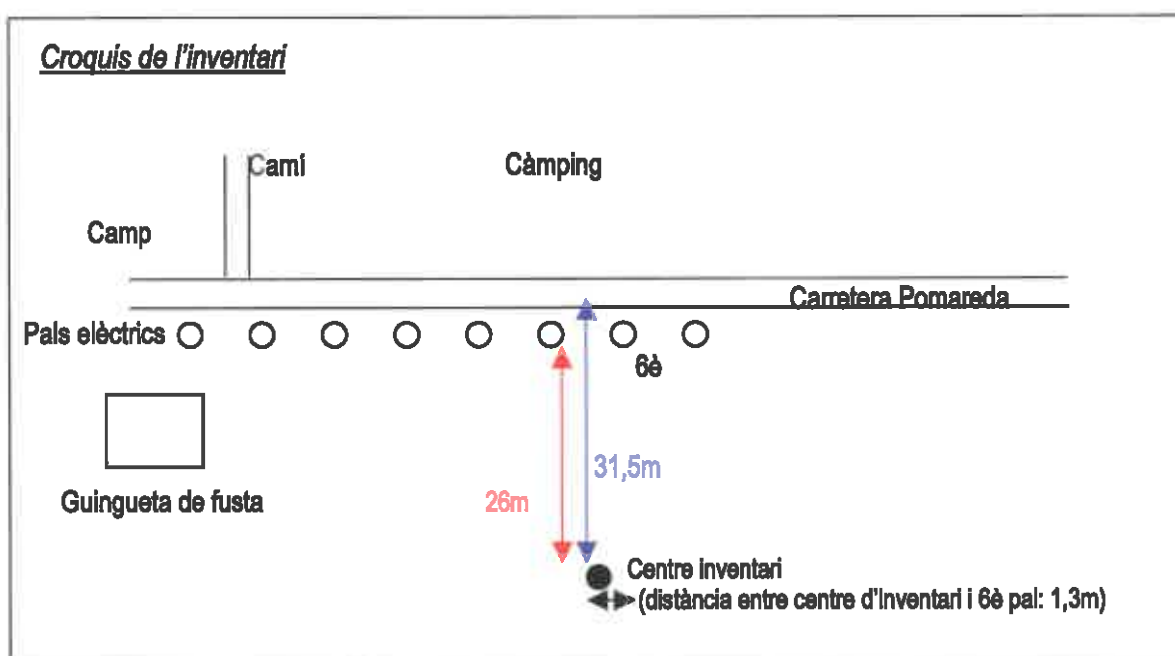 Croquis de l'inventari
Camí
Càmping
Camp
Carretera Pomareda
Pals elèctrics
6è
31,5m
26m
Guingueta de fusta
Centre inventari
(distància entre centre d'inventari i 6è pal: 1,3m)